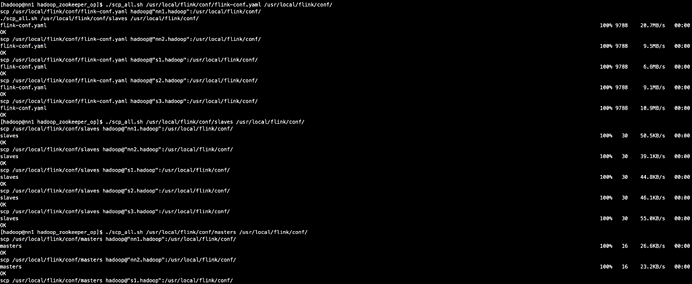 [hadoop@nn1 hadoop_zookeeper_op]$ ./scp_all.sh /usr/local/flink/conf/flink-conf.yaml /usr/local/flink/conf/
scp /usr/local/flink/conf/flink-conf.yaml hadoop@"nn1.hadoop":/usr/local/flink/conf/
./scp_all.sh /usr/local/flink/conf/slaves /usr/local/flink/conf/
flink-conf.yaml 100% 9788 20.7MB/s 00:00
OK
scp /usr/local/flink/conf/flink-conf.yaml hadoop@"nn2.hadoop":/usr/local/flink/conf/
flink-conf.yaml 100% 9788 9.5MB/s 00:00
OK
scp /usr/local/flink/conf/flink-conf.yaml hadoop@"s1.hadoop":/usr/local/flink/conf/
flink-conf.yaml 100% 9788 6.6MB/s 00:00
OK
scp /usr/local/flink/conf/flink-conf.yaml hadoop@"s2.hadoop":/usr/local/flink/conf/
flink-conf.yaml 100% 9788 9.1MB/s 00:00
OK
scp /usr/local/flink/conf/flink-conf.yaml hadoop@"s3.hadoop":/usr/local/flink/conf/
flink-conf.yaml 100% 9788 10.9MB/s 00:00
OK
[hadoop@nn1 hadoop_zookeeper_op]$ ./scp_all.sh /usr/local/flink/conf/slaves /usr/local/flink/conf/
scp /usr/local/flink/conf/slaves hadoop@"nn1.hadoop":/usr/local/flink/conf/
slaves 100% 30 50.5KB/s 00:00
OK
scp /usr/local/flink/conf/slaves hadoop@"nn2.hadoop":/usr/local/flink/conf/
slaves 100% 30 39.1KB/s 00:00
OK
scp /usr/local/flink/conf/slaves hadoop@"s1.hadoop":/usr/local/flink/conf/
slaves 100% 30 44.8KB/s 00:00
OK
scp /usr/local/flink/conf/slaves hadoop@"s2.hadoop":/usr/local/flink/conf/
slaves 100% 30 46.1KB/s 00:00
OK
scp /usr/local/flink/conf/slaves hadoop@"s3.hadoop":/usr/local/flink/conf/
slaves 100% 30 55.0KB/s 00:00
OK
[hadoop@nn1 hadoop_zookeeper_op]$ ./scp_all.sh /usr/local/flink/conf/masters /usr/local/flink/conf/
scp /usr/local/flink/conf/masters hadoop@"nn1.hadoop":/usr/local/flink/conf/
masters 100% 16 26.6KB/s 00:00
OK
scp /usr/local/flink/conf/masters hadoop@"nn2.hadoop":/usr/local/flink/conf/
masters 100% 16 23.2KB/s 00:00
OK
scp /usr/local/flink/conf/masters hadoop@"s1.hadoop":/usr/local/flink/conf/